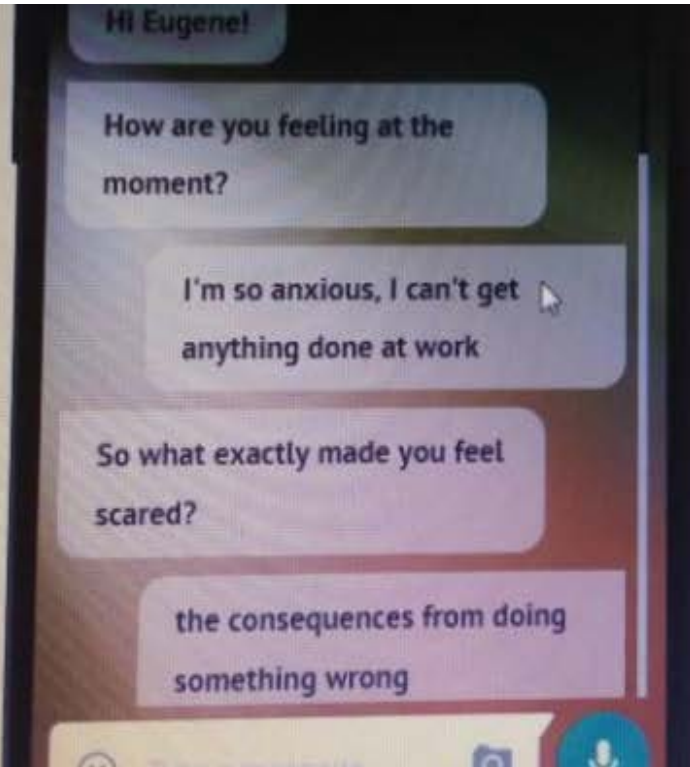 Hi Eugene!
How are you feeling at the
moment?
I'm so anxious, I can't get
anything done at work
So what exactly made you feel
scared?
the consequences from doing
something wrong